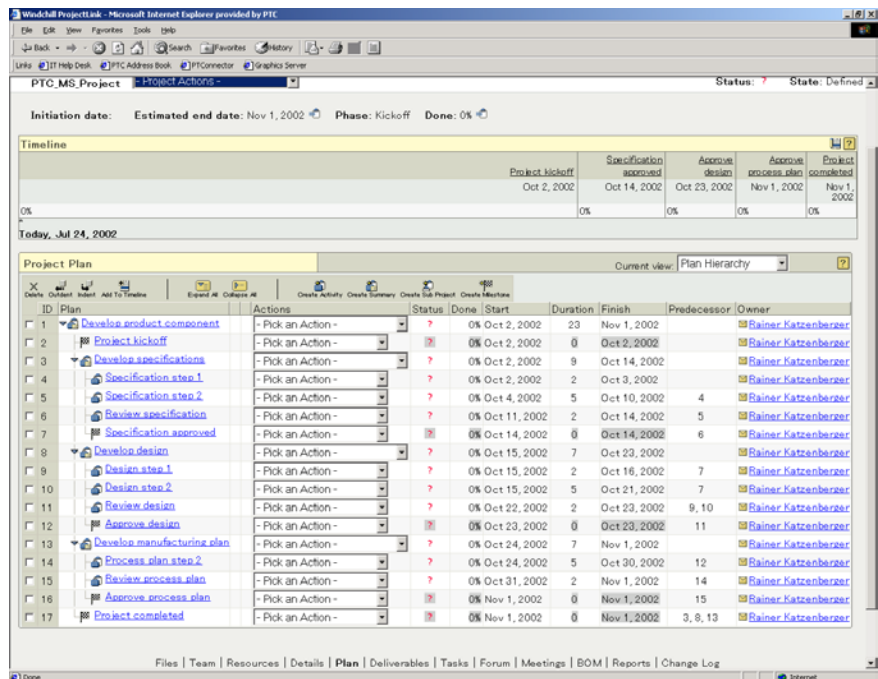 Windchill ProjectLink - Microsoft Internet Explorer provided by PTC
File Edit View Favorites Tools Help
Back Search Favorites History
Links IT Help Desk PTC Address Book PTConnector Graphics Server
PTC_MS_Project - Project Actions - Status: ? State: Defined
Initiation date: Estimated end date: Nov 1, 2002 Phase: Kickoff Done: 0%
Timeline ?
Project kickoff Specification approved Approve design Approve process plan Project completed
Oct 2, 2002 Oct 14, 2002 Oct 23, 2002 Nov 1, 2002 Nov 1, 2002
0% 0% 0% 0% 0%
Today, Jul 24, 2002
Project Plan Current view: Plan Hierarchy ?
Delete Outdent Indent Add To Timeline Expand All Collapse All Create Activity Create Summary Create Sub Project Create Milestone
ID Plan Actions Status Done Start Duration Finish Predecessor Owner
1 Develop product component - Pick an Action - ? 0% Oct 2, 2002 23 Nov 1, 2002 Rainer Katzenberger
2 Project kickoff - Pick an Action - ? 0% Oct 2, 2002 0 Oct 2, 2002 Rainer Katzenberger
3 Develop specifications - Pick an Action - ? 0% Oct 2, 2002 9 Oct 14, 2002 Rainer Katzenberger
4 Specification step 1 - Pick an Action - ? 0% Oct 2, 2002 2 Oct 3, 2002 Rainer Katzenberger
5 Specification step 2 - Pick an Action - ? 0% Oct 4, 2002 5 Oct 10, 2002 4 Rainer Katzenberger
6 Review specification - Pick an Action - ? 0% Oct 11, 2002 2 Oct 14, 2002 5 Rainer Katzenberger
7 Specification approved - Pick an Action - ? 0% Oct 14, 2002 0 Oct 14, 2002 6 Rainer Katzenberger
8 Develop design - Pick an Action - ? 0% Oct 15, 2002 7 Oct 23, 2002 Rainer Katzenberger
9 Design step 1 - Pick an Action - ? 0% Oct 15, 2002 2 Oct 16, 2002 7 Rainer Katzenberger
10 Design step 2 - Pick an Action - ? 0% Oct 15, 2002 5 Oct 21, 2002 7 Rainer Katzenberger
11 Review design - Pick an Action - ? 0% Oct 22, 2002 2 Oct 23, 2002 9, 10 Rainer Katzenberger
12 Approve design - Pick an Action - ? 0% Oct 23, 2002 0 Oct 23, 2002 11 Rainer Katzenberger
13 Develop manufacturing plan - Pick an Action - ? 0% Oct 24, 2002 7 Nov 1, 2002 Rainer Katzenberger
14 Process plan step 2 - Pick an Action - ? 0% Oct 24, 2002 5 Oct 30, 2002 12 Rainer Katzenberger
15 Review process plan - Pick an Action - ? 0% Oct 31, 2002 2 Nov 1, 2002 14 Rainer Katzenberger
16 Approve process plan - Pick an Action - ? 0% Nov 1, 2002 0 Nov 1, 2002 15 Rainer Katzenberger
17 Project completed - Pick an Action - ? 0% Nov 1, 2002 0 Nov 1, 2002 3, 8, 13 Rainer Katzenberger
Files | Team | Resources | Details | Plan | Deliverables | Tasks | Forum | Meetings | BOM | Reports | Change Log
Done Internet